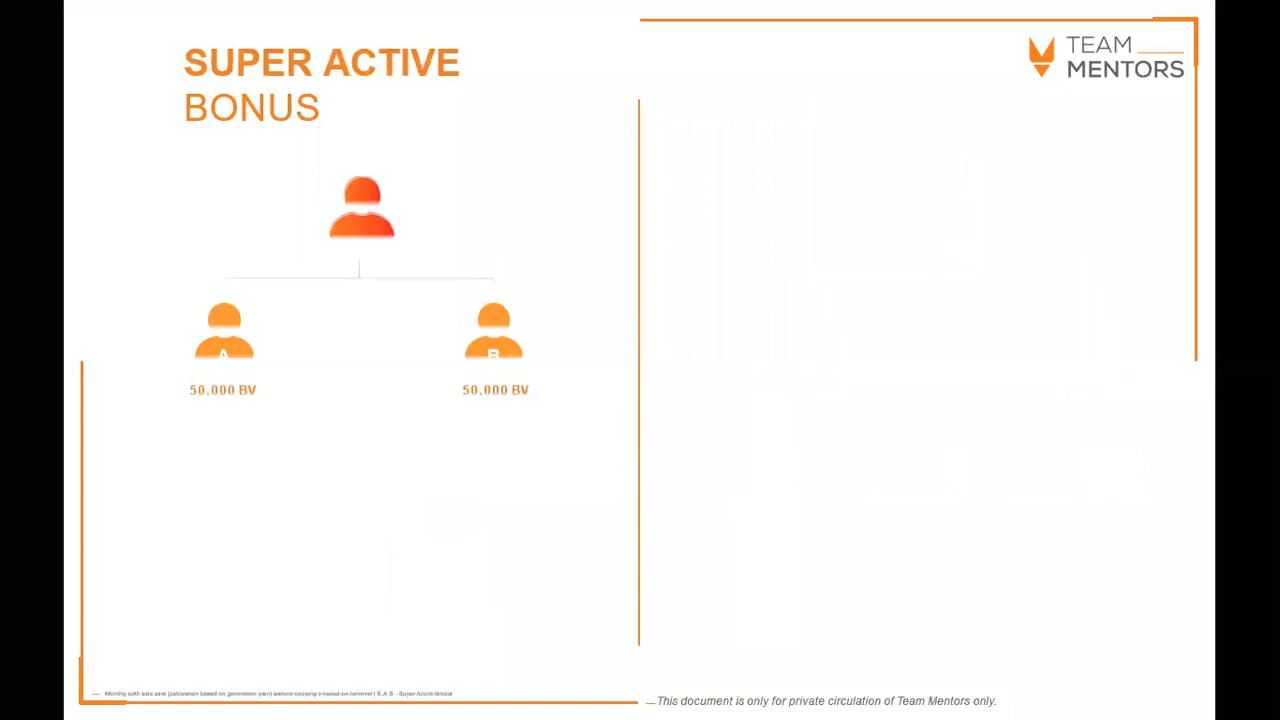 SUPER ACTIVE
BONUS
TEAM
MENTORS
A
B
50,000 BV
50,000 BV
This document is only for private circulation of Team Mentors only.